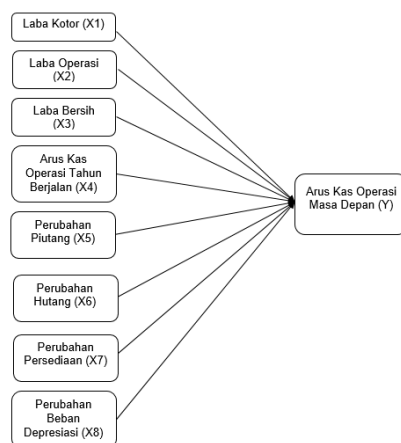 Laba Kotor (X1)
Laba Operasi
(X2)
Laba Bersih
(X3)
Arus Kas
Operasi Tahun
Berjalan (X4)
Perubahan
Piutang (X5)
Perubahan
Hutang (X6)
Perubahan
Persediaan (X7)
Perubahan
Beban
Depresiasi (X8)
Arus Kas Operasi
Masa Depan (Y)